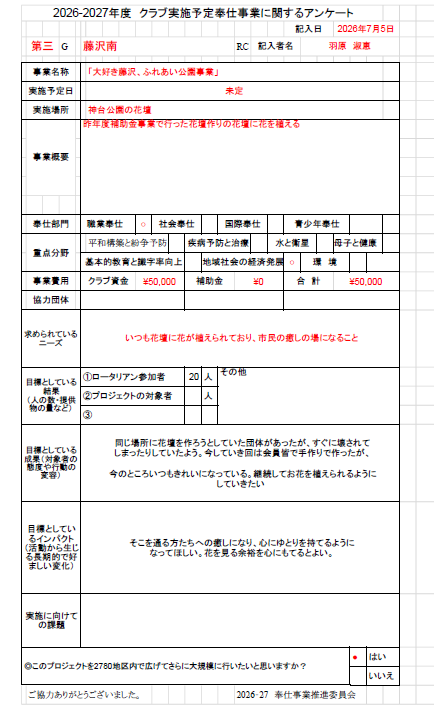 2026-2027年度 クラブ実施予定奉仕事業に関するアンケート
記入日 2026年7月5日
第三 G 藤沢南 RC 記入者名 羽原 淑恵
事業名称 「大好き藤沢、ふれあい公園事業」
実施予定日 未定
実施場所 神台公園の花壇
事業概要 昨年度補助金事業で行った花壇作りの花壇に花を植える
奉仕部門 職業奉仕 ○ 社会奉仕 国際奉仕 青少年奉仕
重点分野 平和構築と紛争予防 疾病予防と治療 水と衛星 母子と健康
基本的教育と識字率向上 地域社会の経済発展 ○ 環 境
事業費用 クラブ資金 ¥50,000 補助金 ¥0 合 計 ¥50,000
協力団体
求められている
ニーズ
いつも花壇に花が植えられており、市民の癒しの場になること
目標としている
結果
(人の数・提供
物の量など)
①ロータリアン参加者 20 人 その他
②プロジェクトの対象者 人
③
目標としている
成果(対象者の
態度や行動の
変容)
同じ場所に花壇を作ろうとしていた団体があったが、すぐに壊されて
しまったりしていたよう。今していき回は会員皆で手作りで作ったが、
今のところいつもきれいになっている。継続してお花を植えられるように
していきたい
目標としてい
るインパクト
(活動から生じ
る長期的で好
ましい変化)
そこを通る方たちへの癒しになり、心にゆとりを持てるように
なってほしい。花を見る余裕を心にもてるとよい。
実施に向けて
の課題
◎このプロジェクトを2780地区内で広げてさらに大規模に行いたいと思いますか?
● はい
いいえ
ご協力ありがとうございました。 2026-27 奉仕事業推進委員会